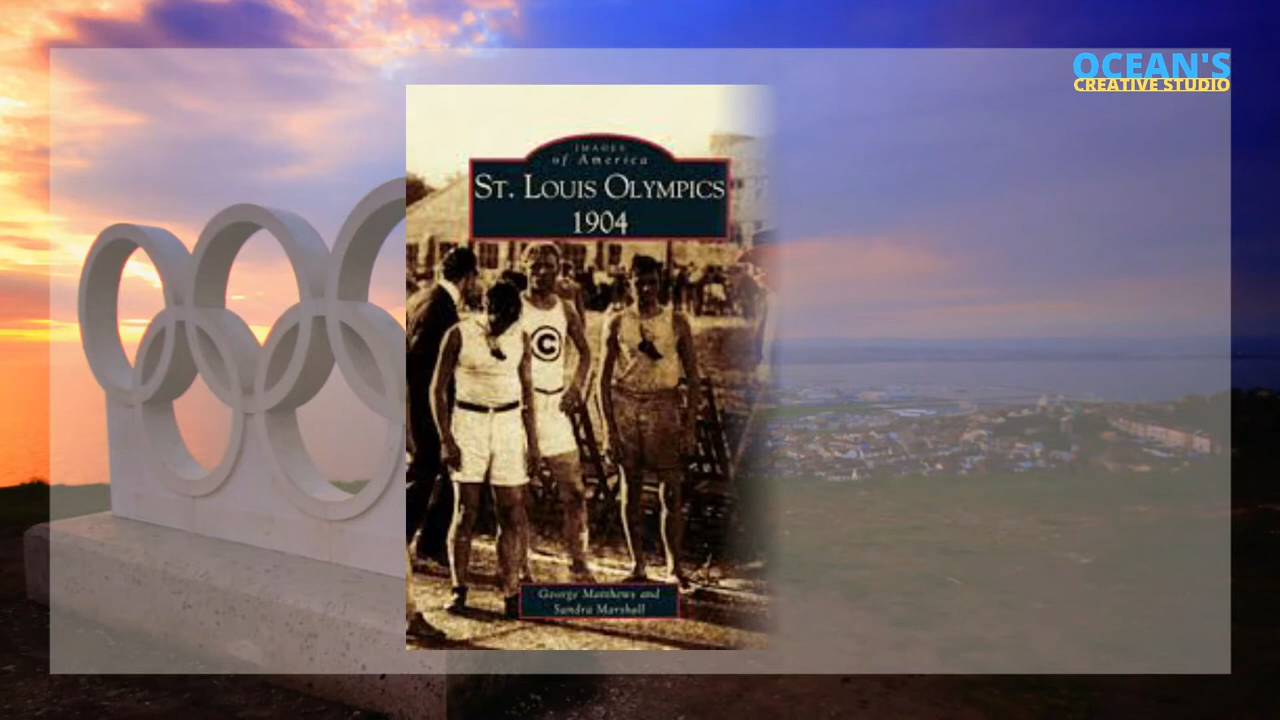 OCEAN'S
CREATIVE STUDIO
IMAGES
of America
ST. LOUIS OLYMPICS
1904
C
George Matthews and
Sandra Marshall